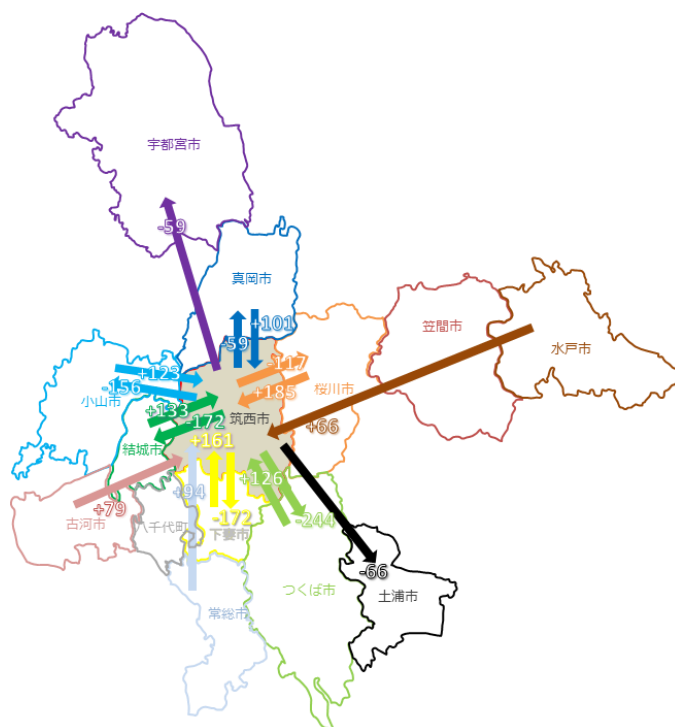 宇都宮市
-59
真岡市
+101
-59
笠間市
水戸市
-117
+123
-156
+185
桜川市
小山市
+133
-172
筑西市
+66
結城市
+161
+126
+94
+79
-172
-244
古河市
八千代町
下妻市
-66
つくば市
土浦市
常総市